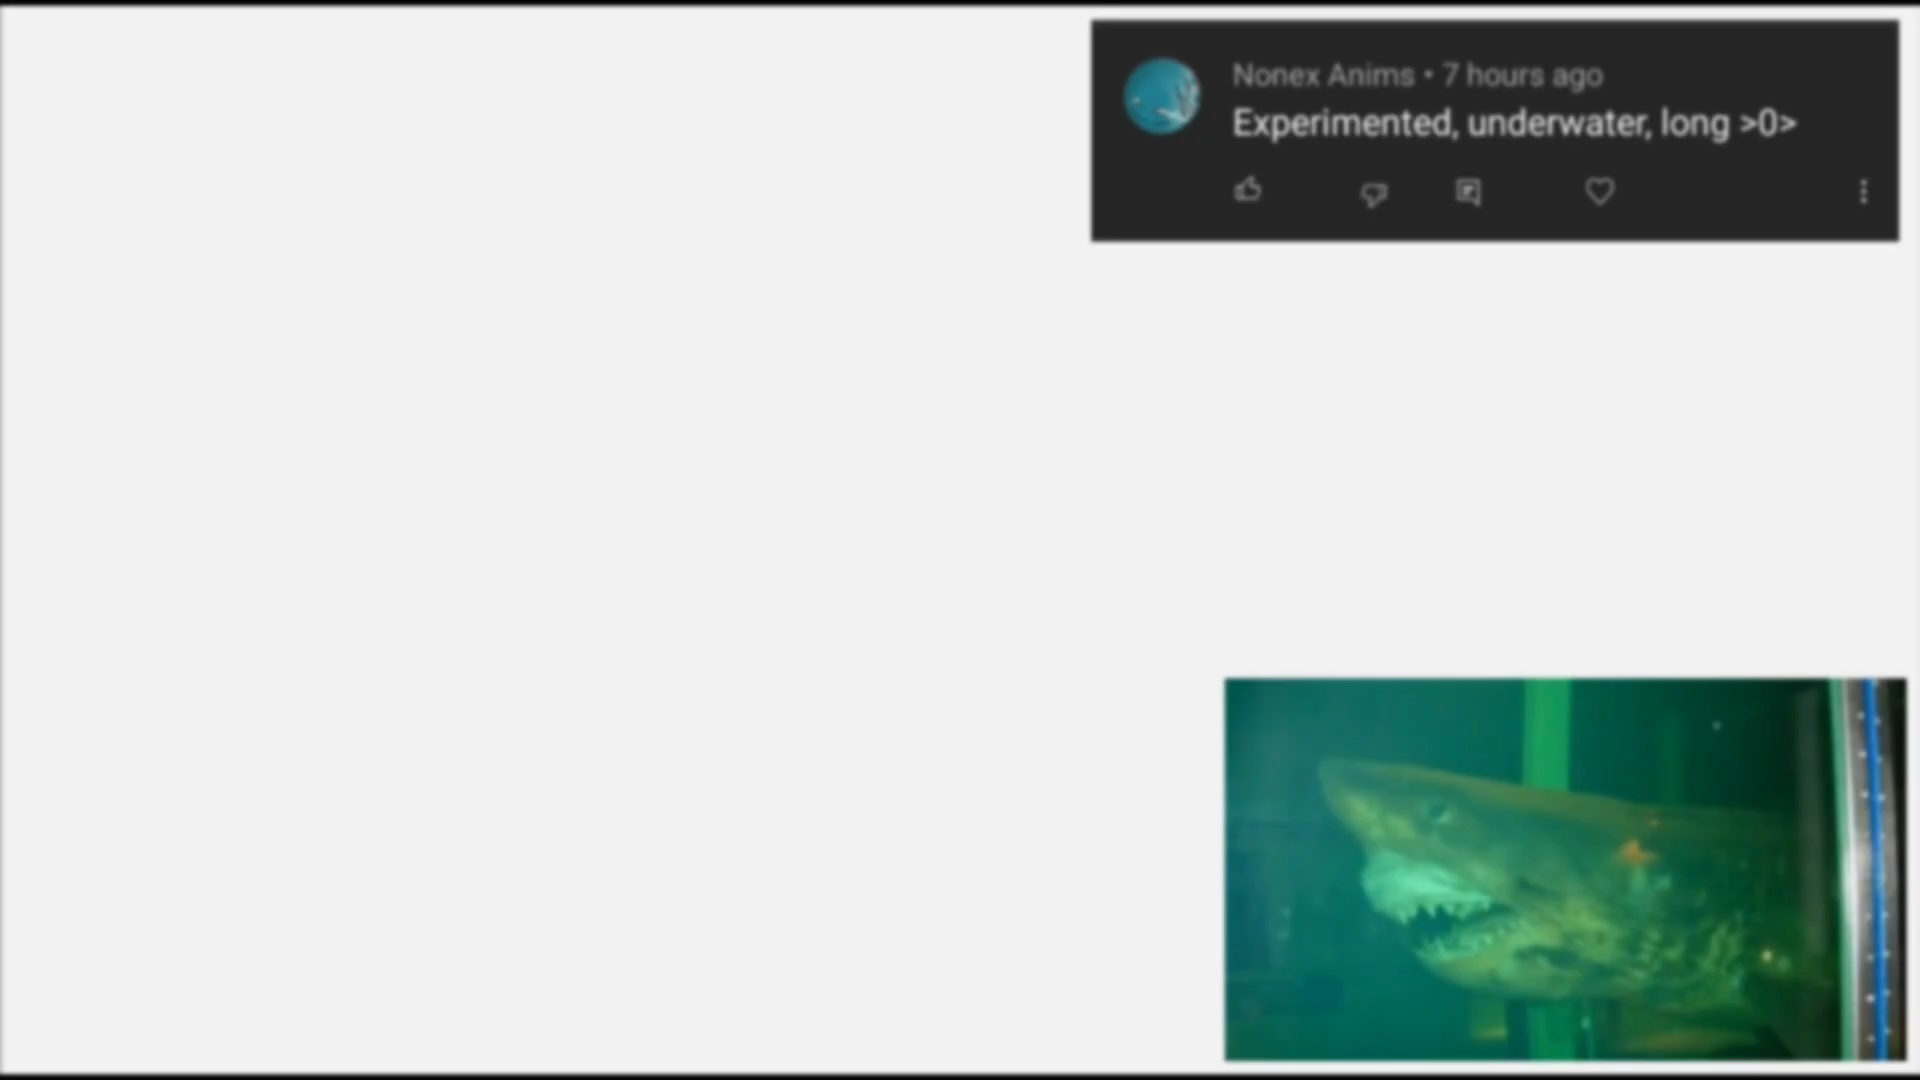 Nonex Anims • 7 hours ago
Experimented, underwater, long >0>